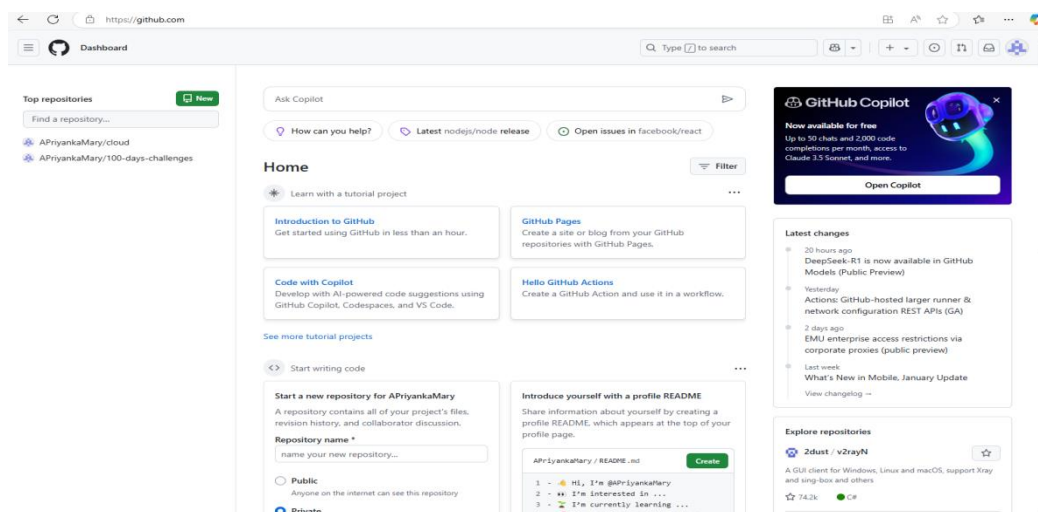 https://github.com
Dashboard
Type / to search
Top repositories
New
Find a repository...
APriyankaMary/cloud
APriyankaMary/100-days-challenges
Ask Copilot
How can you help?
Latest nodejs/node release
Open issues in facebook/react
Home
Filter
Learn with a tutorial project
Introduction to GitHub
Get started using GitHub in less than an hour.
GitHub Pages
Create a site or blog from your GitHub
repositories with GitHub Pages.
Code with Copilot
Develop with AI-powered code suggestions using
GitHub Copilot, Codespaces, and VS Code.
Hello GitHub Actions
Create a GitHub Action and use it in a workflow.
See more tutorial projects
Start writing code
Start a new repository for APriyankaMary
A repository contains all of your project's files,
revision history, and collaborator discussion.
Repository name *
name your new repository...
Public
Anyone on the internet can see this repository
Private
Introduce yourself with a profile README
Share information about yourself by creating a
profile README, which appears at the top of your
profile page.
APriyankaMary / README.md
Create
1 - 👋 Hi, I'm @APriyankaMary
2 - 👀 I'm interested in ...
3 - 🌱 I'm currently learning ...
GitHub Copilot
Now available for free
Up to 50 chats and 2,000 code
completions per month, access to
Claude 3.5 Sonnet, and more.
Open Copilot
Latest changes
20 hours ago
DeepSeek-R1 is now available in GitHub
Models (Public Preview)
Yesterday
Actions: GitHub-hosted larger runner &
network configuration REST APIs (GA)
2 days ago
EMU enterprise access restrictions via
corporate proxies (public preview)
Last week
What's New in Mobile, January Update
View changelog →
Explore repositories
2dust / v2rayN
A GUI client for Windows, Linux and macOS, support Xray
and sing-box and others
74.2k
C#